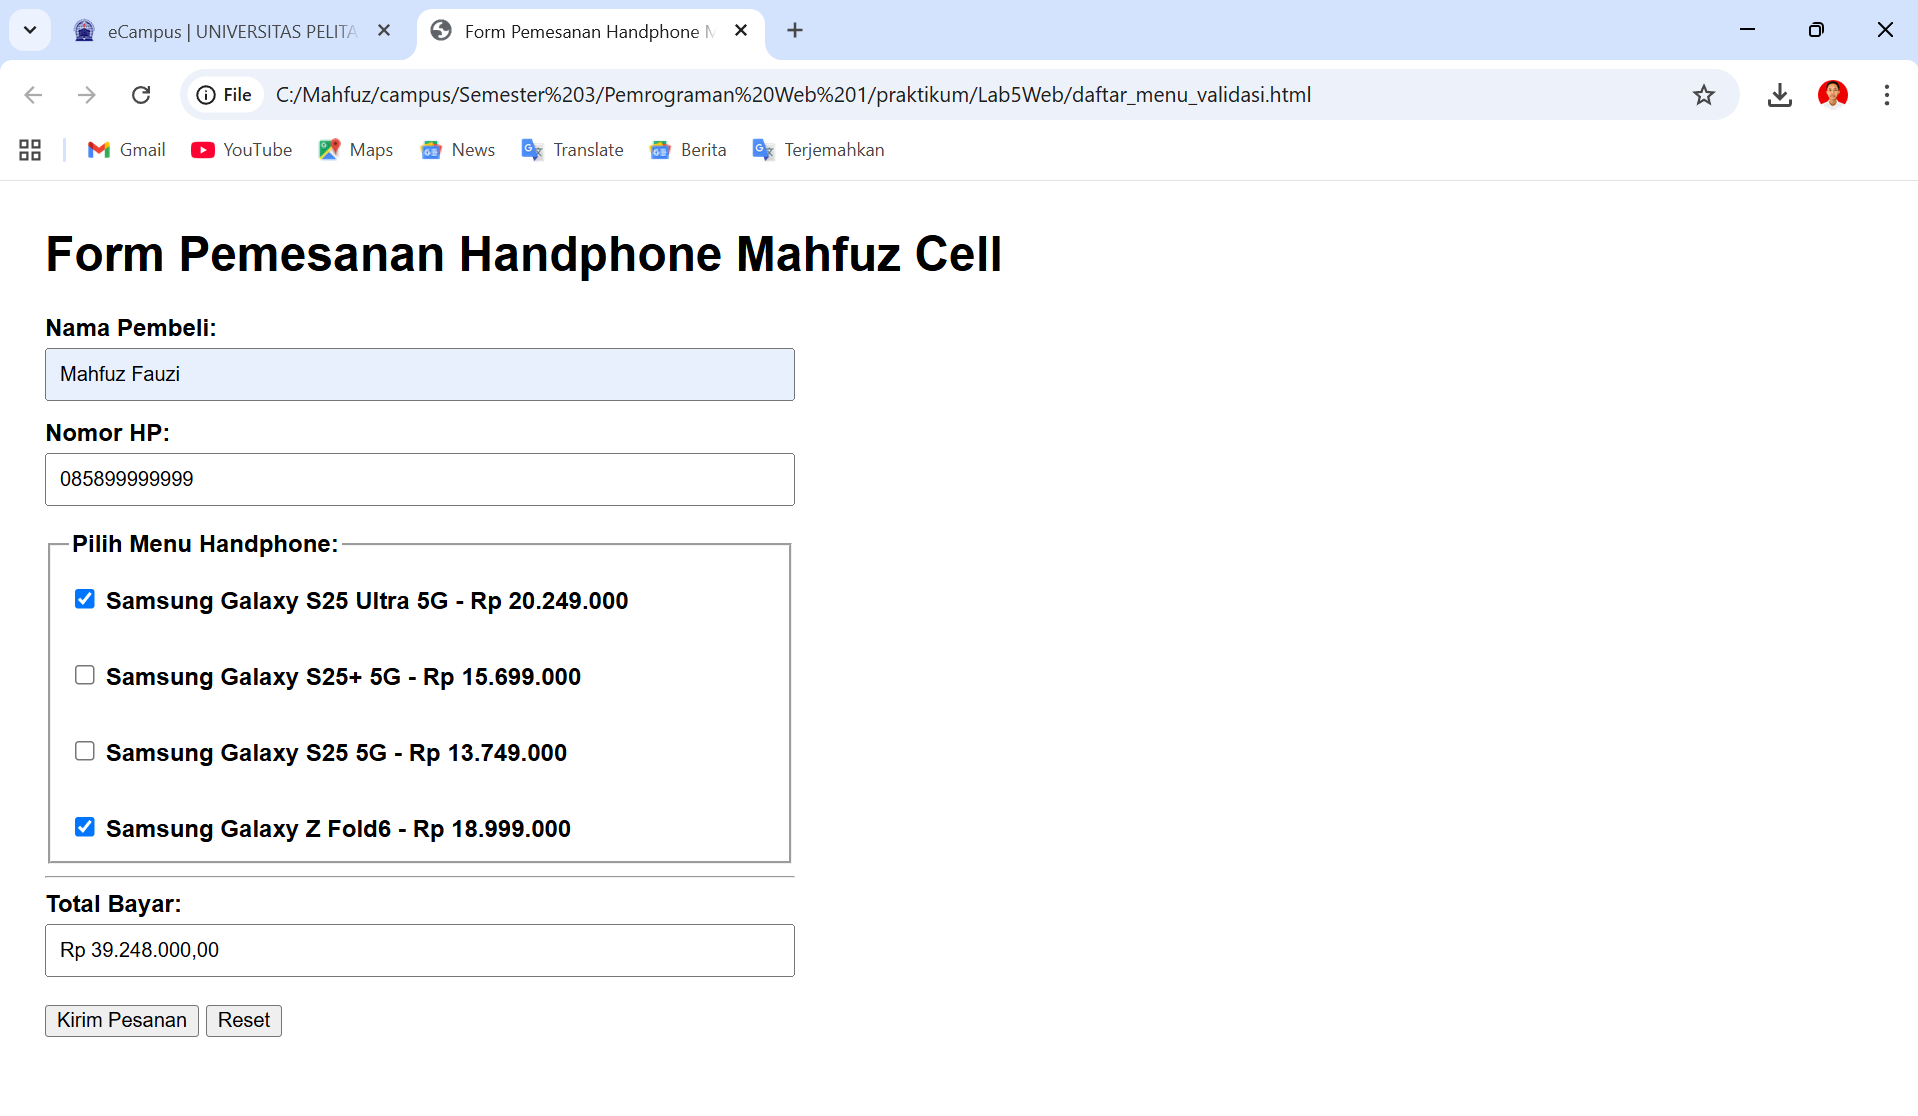 eCampus | UNIVERSITAS PELITA
Form Pemesanan Handphone M
File C:/Mahfuz/campus/Semester%203/Pemrograman%20Web%201/praktikum/Lab5Web/daftar_menu_validasi.html
Gmail YouTube Maps News Translate Berita Terjemahkan
Form Pemesanan Handphone Mahfuz Cell
Nama Pembeli:
Mahfuz Fauzi
Nomor HP:
085899999999
Pilih Menu Handphone:
Samsung Galaxy S25 Ultra 5G - Rp 20.249.000
Samsung Galaxy S25+ 5G - Rp 15.699.000
Samsung Galaxy S25 5G - Rp 13.749.000
Samsung Galaxy Z Fold6 - Rp 18.999.000
Total Bayar:
Rp 39.248.000,00
Kirim Pesanan Reset